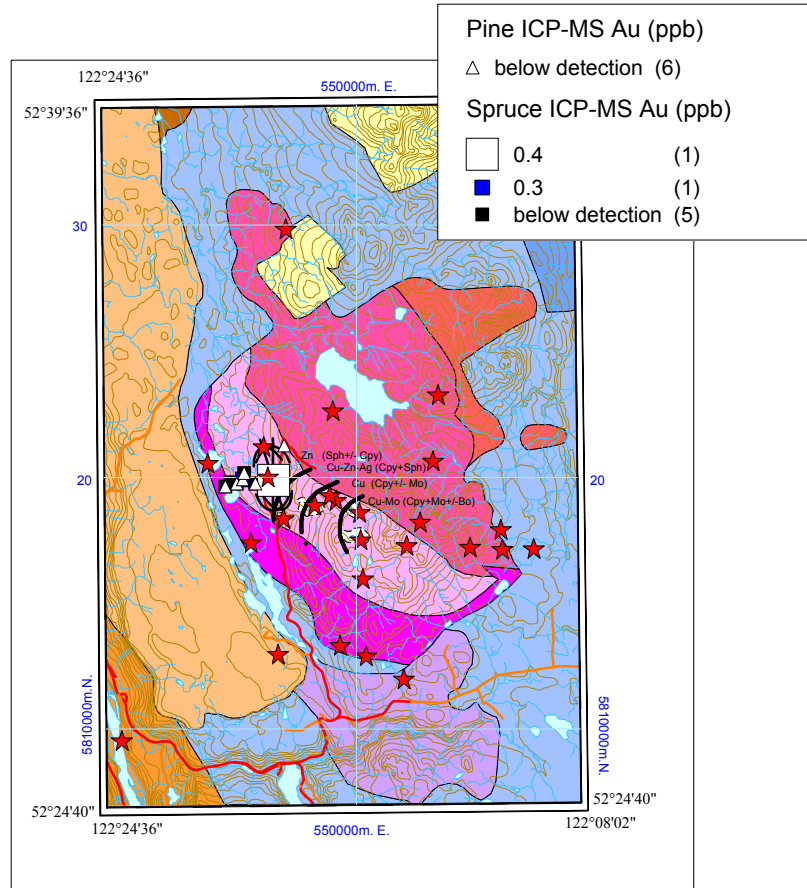 Pine ICP-MS Au (ppb)
below detection (6)
Spruce ICP-MS Au (ppb)
0.4 (1)
0.3 (1)
below detection (5)
122°24'36"
550000m. E.
52°39'36"
30
Zn (Sph+/- Cpy)
Cu-Zn-Ag (Cpy+Sph)
20
20
Cu (Cpy+/- Mo)
Cu-Mo (Cpy+Mo+/-Bo)
5810000m. N.
5810000m. N.
52°24'40"
52°24'40"
122°24'36"
550000m. E.
122°08'02"